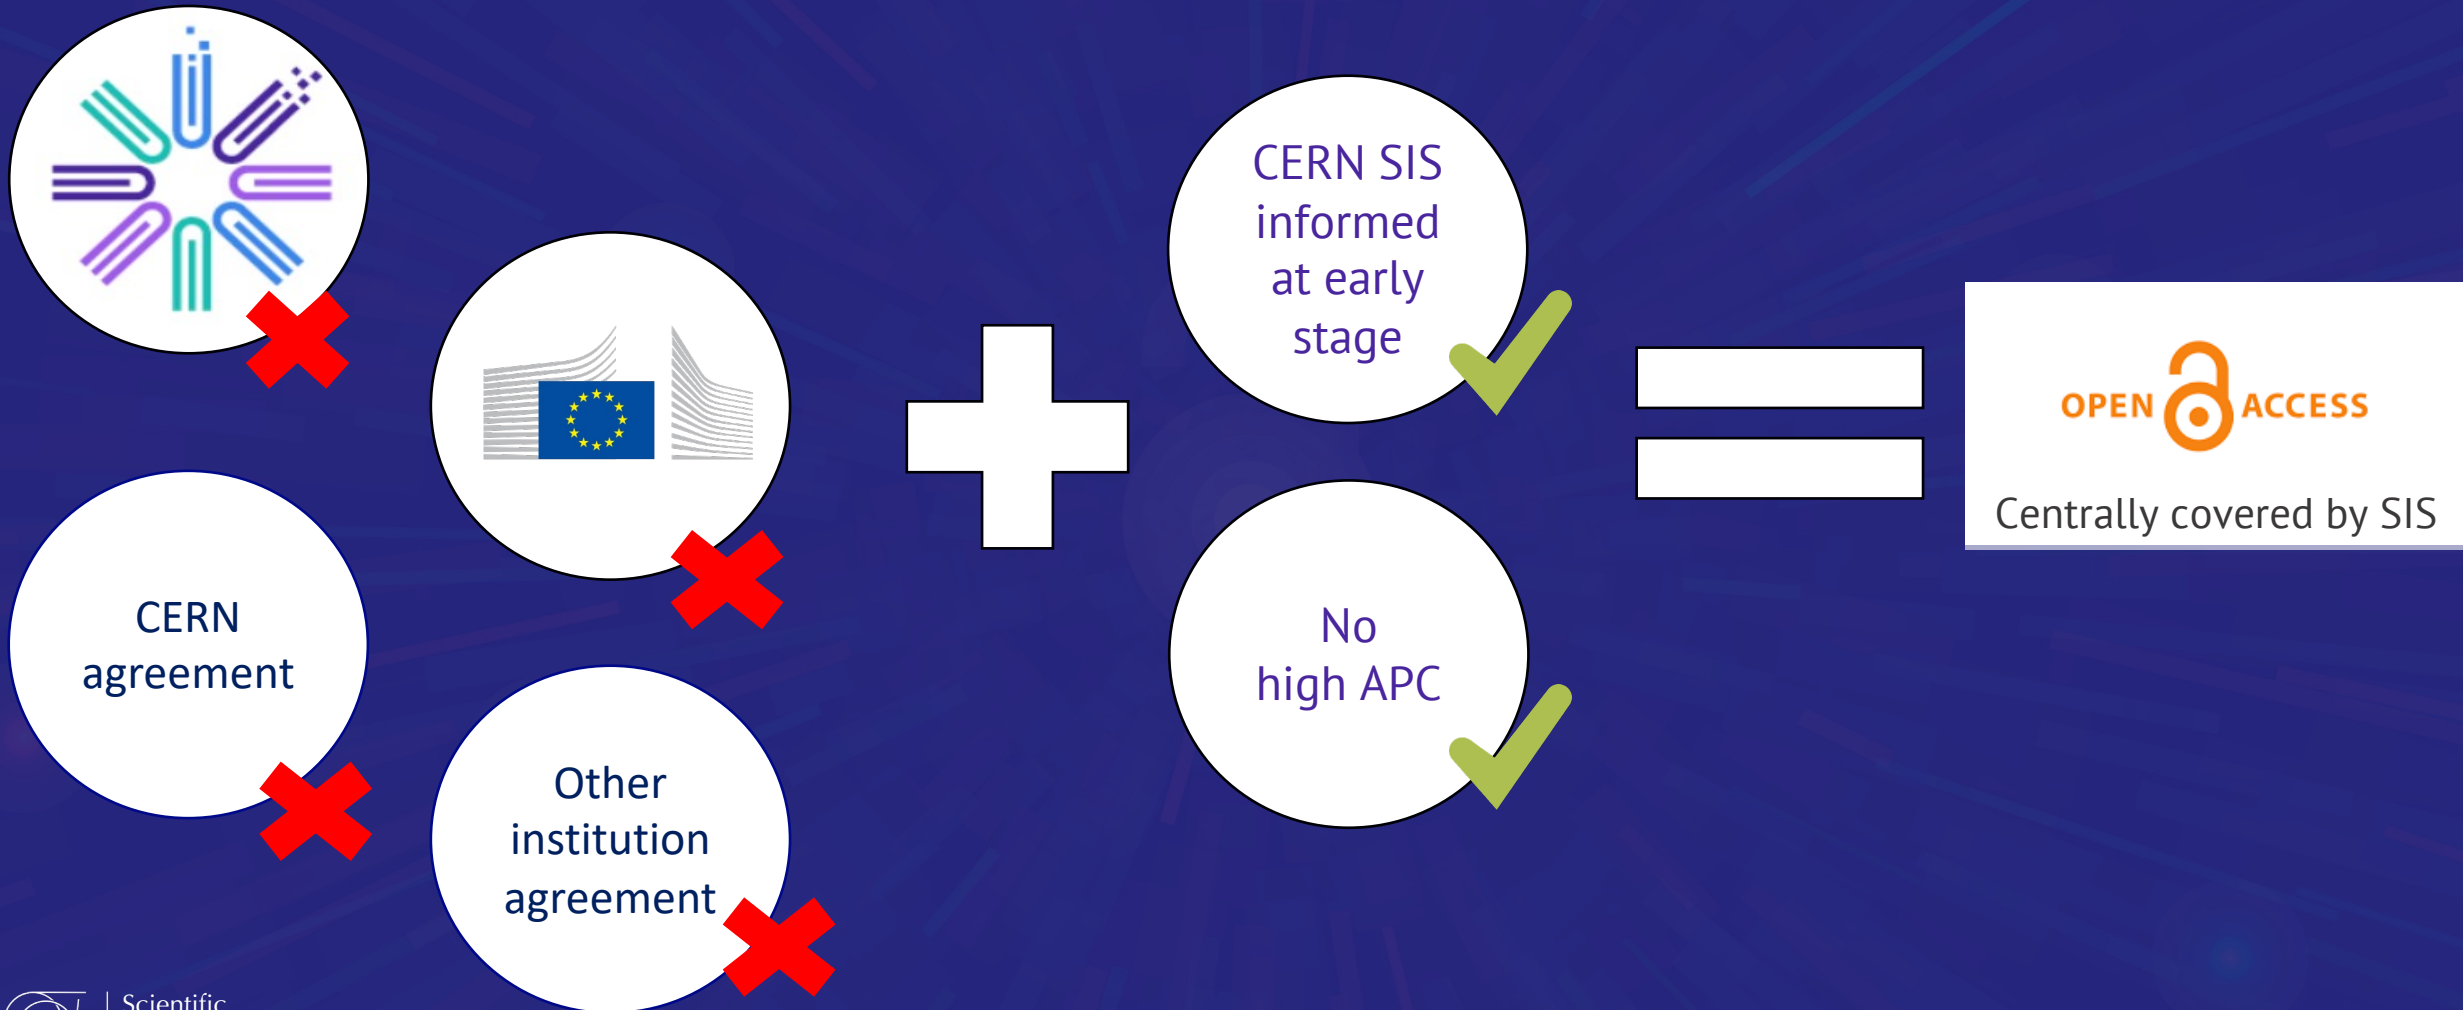 CERN
agreement
Other
institution
agreement
CERN SIS
informed
at early
stage
No
high APC
OPEN ACCESS
Centrally covered by SIS
Scientific